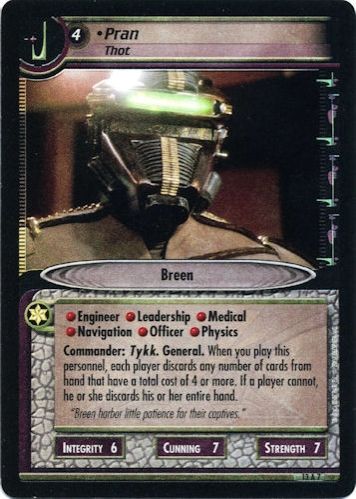 4 •Pran
Thot
Breen
•Engineer •Leadership •Medical
•Navigation •Officer •Physics
Commander: Tykk. General. When you play this
personnel, each player discards any number of cards from
hand that have a total cost of 4 or more. If a player cannot,
he or she discards his or her entire hand.
"Breen harbor little patience for their captives."
INTEGRITY 6 CUNNING 7 STRENGTH 7